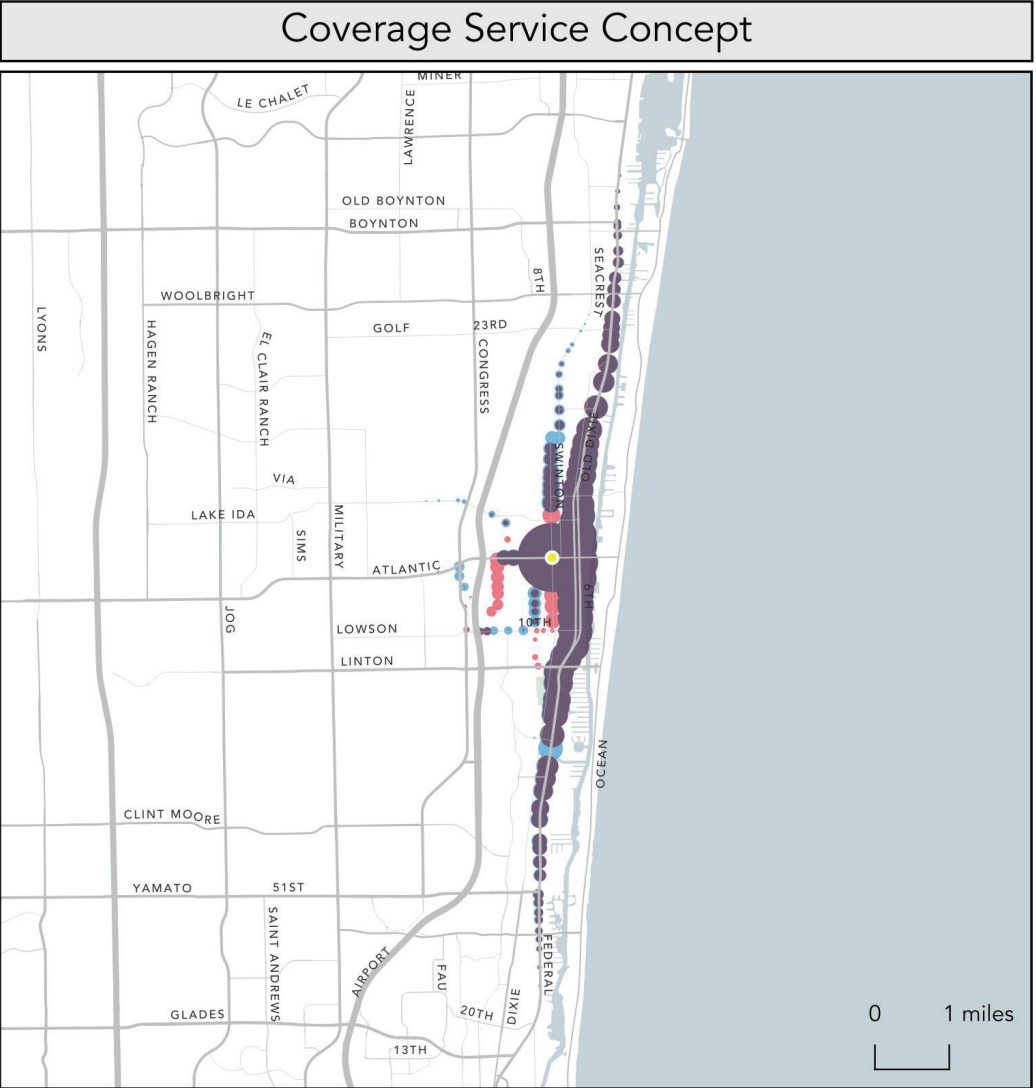 Coverage Service Concept
MINER
LE CHALET
LAWRENCE
OLD BOYNTON
BOYNTON
8TH
SEACREST
WOOLBRIGHT
LYONS
HAGEN RANCH
EL CLAIR RANCH
GOLF
23RD
CONGRESS
OLD DIXIE
SWINTON
VIA
LAKE IDA
SIMS
MILITARY
ATLANTIC
6TH
JOG
10TH
LOWSON
LINTON
OCEAN
CLINT MOORE
YAMATO
51ST
SAINT ANDREWS
AIRPORT
FAU
FEDERAL
DIXIE
20TH
GLADES
13TH
0 1 miles